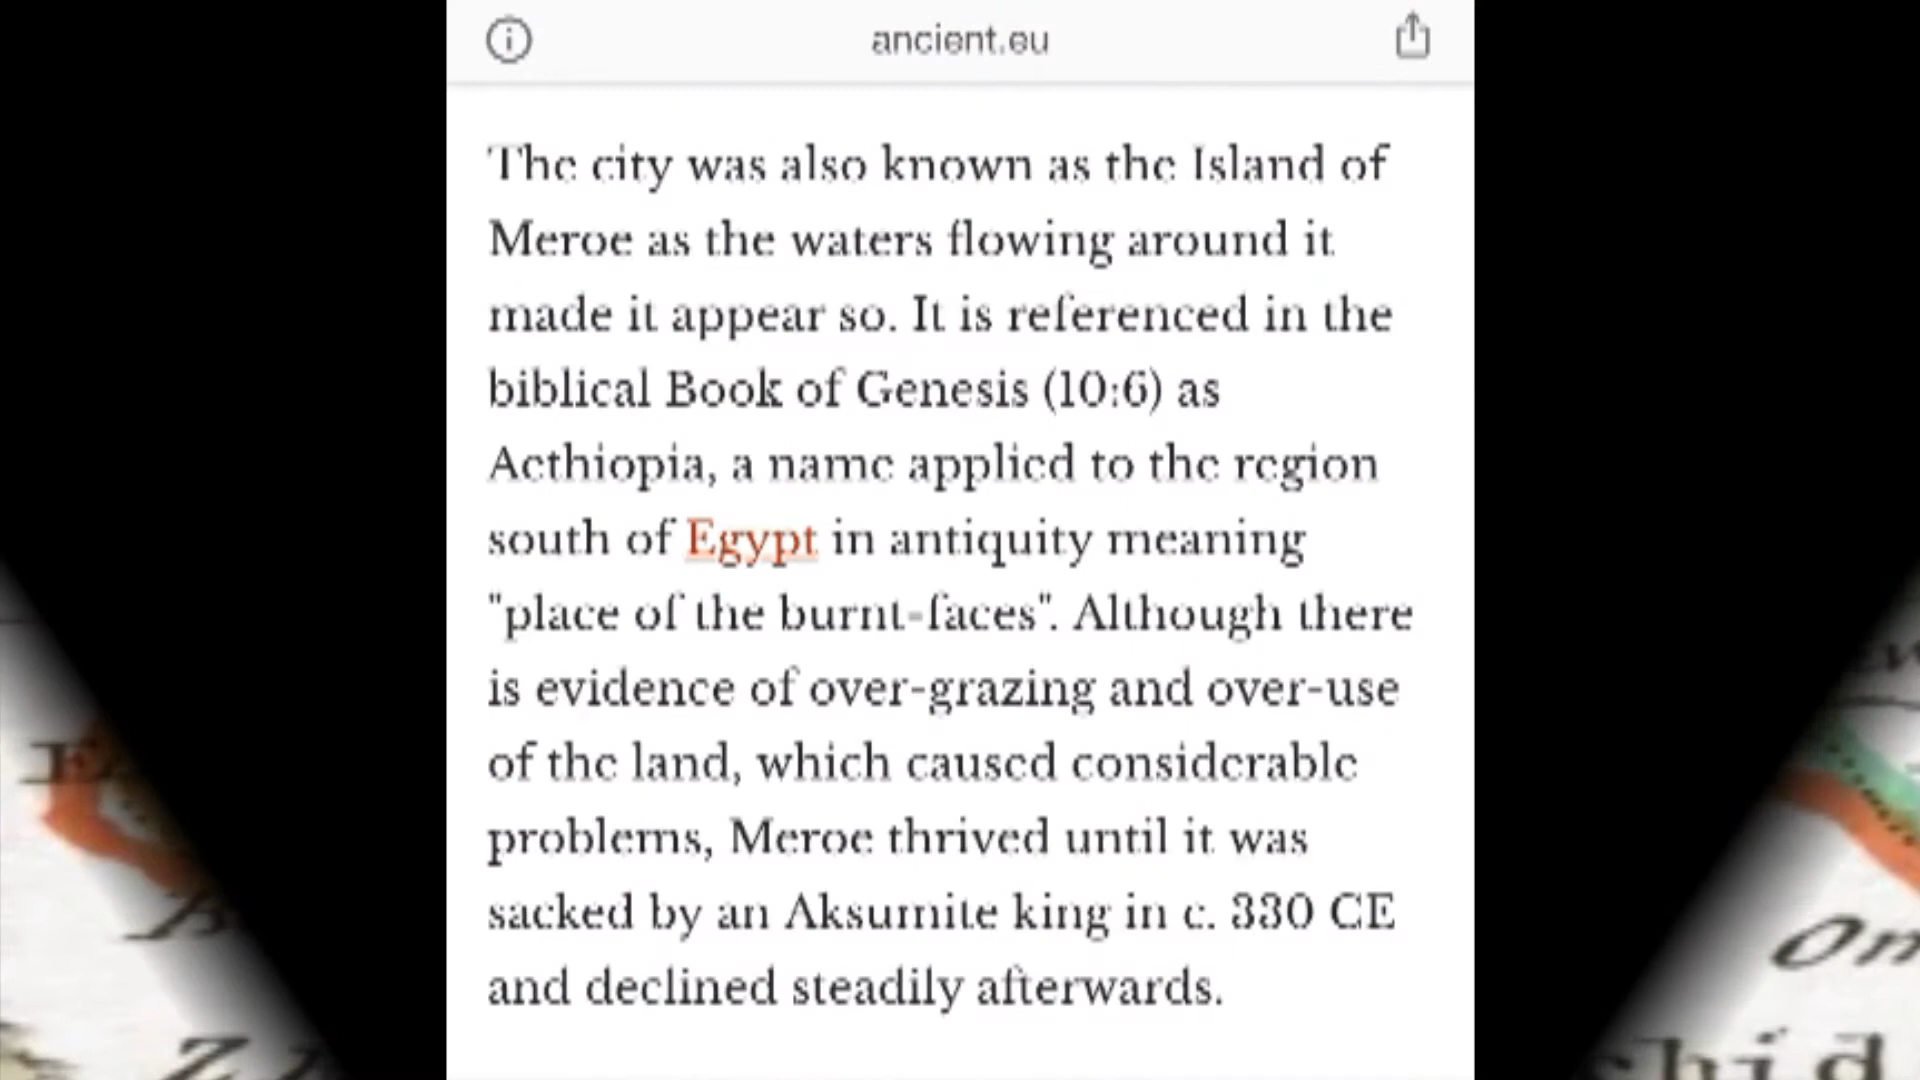 ancient.eu
The city was also known as the Island of
Meroe as the waters flowing around it
made it appear so. It is referenced in the
biblical Book of Genesis (10:6) as
Aethiopia, a name applied to the region
south of Egypt in antiquity meaning
"place of the burnt-faces". Although there
is evidence of over-grazing and over-use
of the land, which caused considerable
problems, Meroe thrived until it was
sacked by an Aksumite king in c. 330 CE
and declined steadily afterwards.